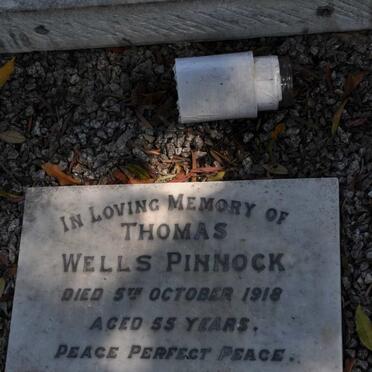 IN LOVING MEMORY OF
THOMAS
WELLS PINNOCK
DIED 5TH OCTOBER 1918
AGED 55 YEARS.
PEACE PERFECT PEACE.